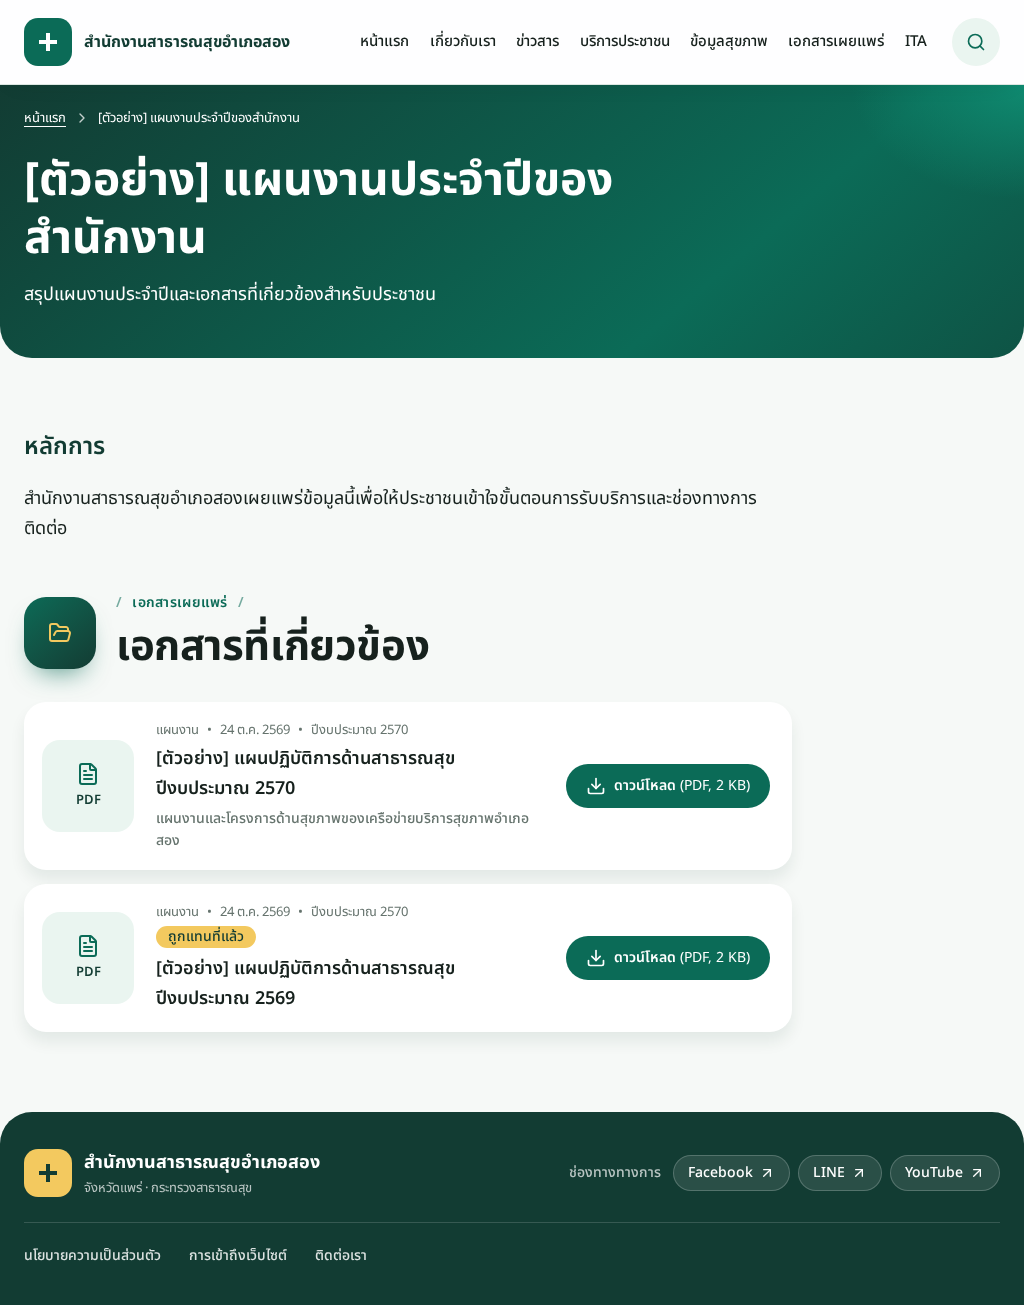 สำนักงานสาธารณสุขอำเภอสอง
หน้าแรก เกี่ยวกับเรา ข่าวสาร บริการประชาชน ข้อมูลสุขภาพ เอกสารเผยแพร่ ITA
หน้าแรก > [ตัวอย่าง] แผนงานประจำปีของสำนักงาน
[ตัวอย่าง] แผนงานประจำปีของ
สำนักงาน
สรุปแผนงานประจำปีและเอกสารที่เกี่ยวข้องสำหรับประชาชน
หลักการ
สำนักงานสาธารณสุขอำเภอสองเผยแพร่ข้อมูลนี้เพื่อให้ประชาชนเข้าใจขั้นตอนการรับบริการและช่องทางการ
ติดต่อ
/ เอกสารเผยแพร่ /
เอกสารที่เกี่ยวข้อง
แผนงาน • 24 ต.ค. 2569 • ปีงบประมาณ 2570
[ตัวอย่าง] แผนปฏิบัติการด้านสาธารณสุข
ปีงบประมาณ 2570
แผนงานและโครงการด้านสุขภาพของเครือข่ายบริการสุขภาพอำเภอ
สอง
PDF
ดาวน์โหลด (PDF, 2 KB)
แผนงาน • 24 ต.ค. 2569 • ปีงบประมาณ 2570
ถูกแทนที่แล้ว
[ตัวอย่าง] แผนปฏิบัติการด้านสาธารณสุข
ปีงบประมาณ 2569
PDF
ดาวน์โหลด (PDF, 2 KB)
สำนักงานสาธารณสุขอำเภอสอง
จังหวัดแพร่ · กระทรวงสาธารณสุข
ช่องทางทางการ Facebook LINE YouTube
นโยบายความเป็นส่วนตัว การเข้าถึงเว็บไซต์ ติดต่อเรา